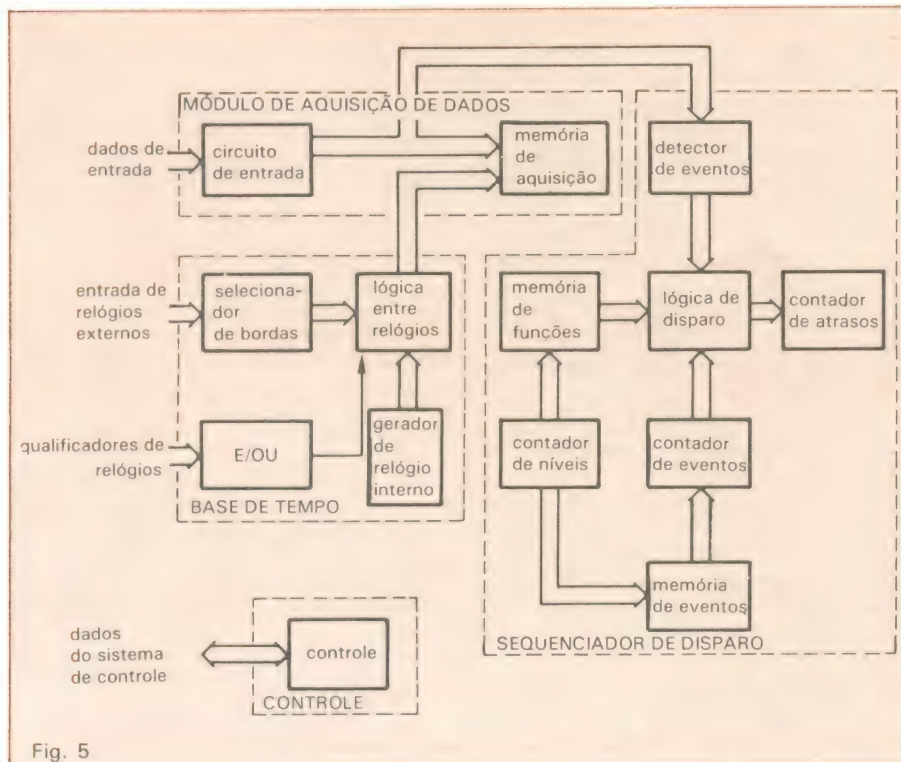 MÓDULO DE AQUISIÇÃO DE DADOS
dados de
entrada
circuito
de entrada
memória
de
aquisição
detector
de eventos
entrada de
relógios
externos
seleciona-
dor
de bordas
lógica
entre
relógios
memória
de
funções
lógica de
disparo
contador
de atrasos
qualificadores de
relógios
E/OU
gerador
de
relógio
interno
BASE DE TEMPO
contador
de níveis
contador
de eventos
memória
de eventos
SEQUENCIADOR DE DISPARO
dados
do sistema
de controle
controle
CONTROLE
Fig. 5